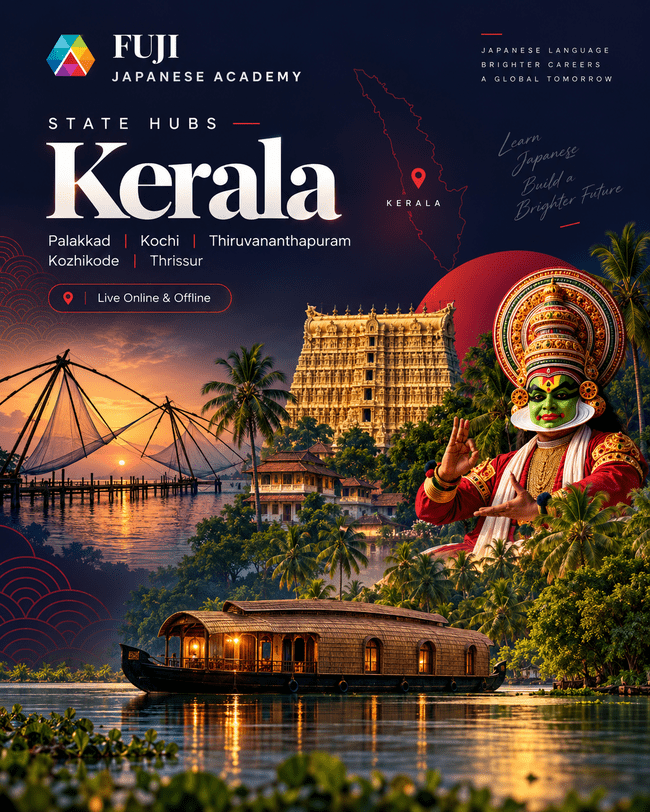 FUJI
JAPANESE ACADEMY
JAPANESE LANGUAGE
BRIGHTER CAREERS
A GLOBAL TOMORROW
STATE HUBS
Kerala
Palakkad | Kochi | Thiruvananthapuram
Kozhikode | Thrissur
Live Online & Offline
KERALA
Learn
Japanese
Build a
Brighter Future